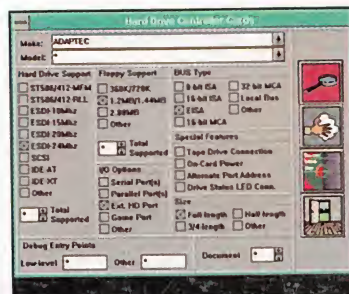 Hard Drive Controller Cards
Make: ADAPTEC
Model: *
Hard Drive Support
ST506/412-MFM
ST506/412-RLL
ESDI-10Mhz
ESDI-15Mhz
ESDI-20Mhz
ESDI-24Mhz
SCSI
IDE-AT
IDE-XT
Other
* Total Supported
Floppy Support
360K/720K
1.2MB/1.44MB
2.88MB
Other
* Total Supported
I/O Options
Serial Port(s)
Parallel Port(s)
Ext. HD Port
Game Port
Other
BUS Type
8-bit ISA
32-bit MCA
16-bit ISA
Local Bus
EISA
Other
16-bit MCA
Special Features
Tape Drive Connection
On-Card Power
Alternate Port Address
Drive Status LED Conn.
Size
Full-length
Half-length
3/4-length
Other
Debug Entry Points
Low-level *
Other *
Document *